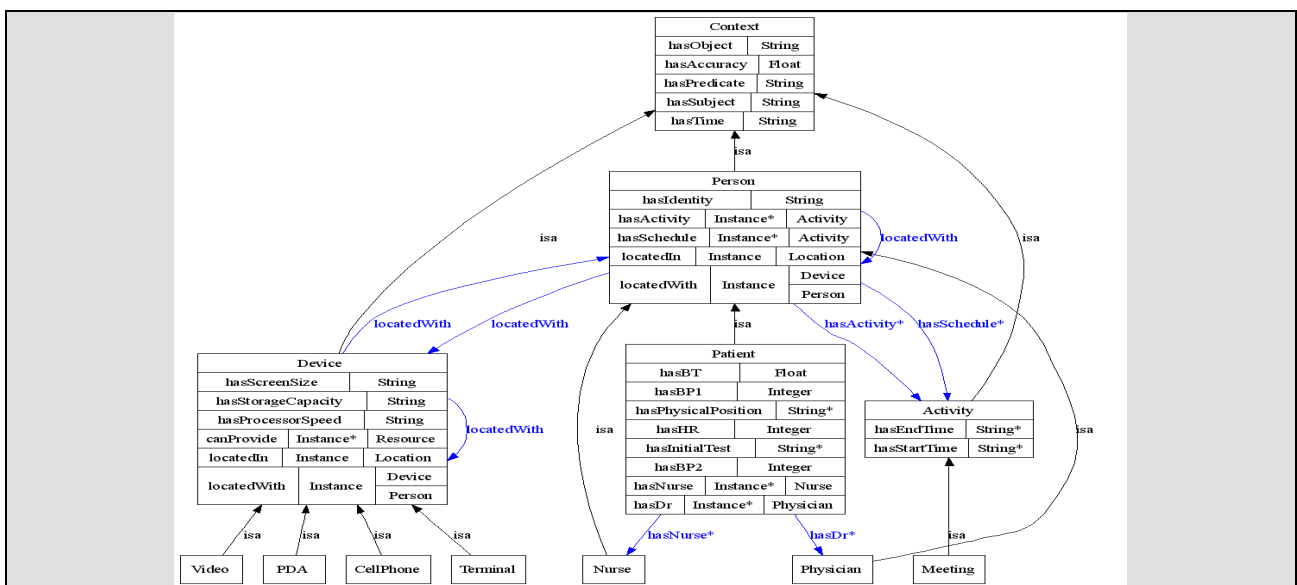 Context
hasObject String
hasAccuracy Float
hasPredicate String
hasSubject String
hasTime String
isa
Person
hasIdentity String
hasActivity Instance* Activity
hasSchedule Instance* Activity
locatedIn Instance Location
locatedWith Instance Device
Person
locatedWith
isa
isa
locatedWith
locatedWith
isa
hasActivity*
hasSchedule*
Device
hasScreenSize String
hasStorageCapacity String
hasProcessorSpeed String
canProvide Instance* Resource
locatedIn Instance Location
locatedWith Instance Device
Person
locatedWith
isa
Patient
hasBT Float
hasBP1 Integer
hasPhysicalPosition String*
hasHR Integer
hasInitialTest String*
hasBP2 Integer
hasNurse Instance* Nurse
hasDr Instance* Physician
Activity
hasEndTime String*
hasStartTime String*
isa
isa
isa
isa
isa
hasNurse*
hasDr*
isa
Video
PDA
CellPhone
Terminal
Nurse
Physician
Meeting